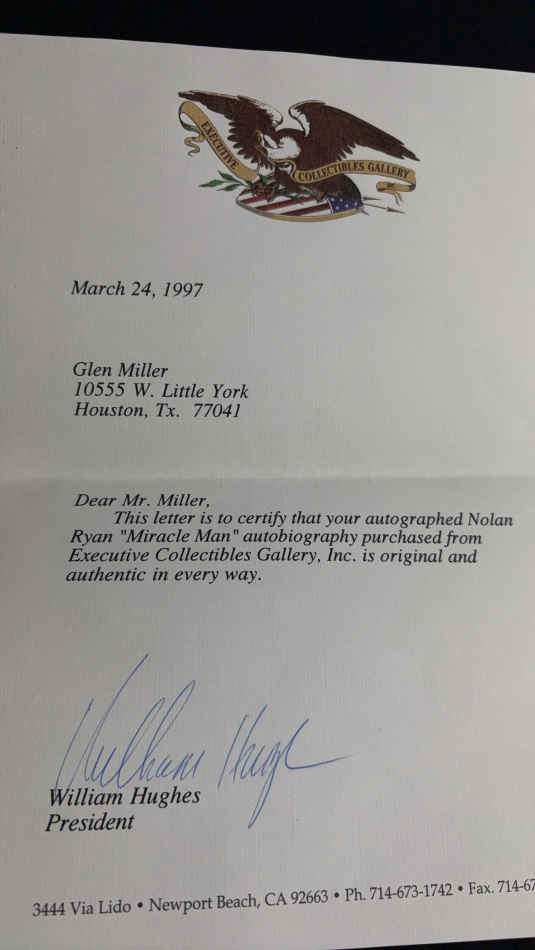 EXECUTIVE COLLECTIBLES GALLERY
March 24, 1997
Glen Miller
10555 W. Little York
Houston, Tx. 77041
Dear Mr. Miller,
This letter is to certify that your autographed Nolan
Ryan "Miracle Man" autobiography purchased from
Executive Collectibles Gallery, Inc. is original and
authentic in every way.
William Hughes
William Hughes
President
3444 Via Lido • Newport Beach, CA 92663 • Ph. 714-673-1742 • Fax. 714-67